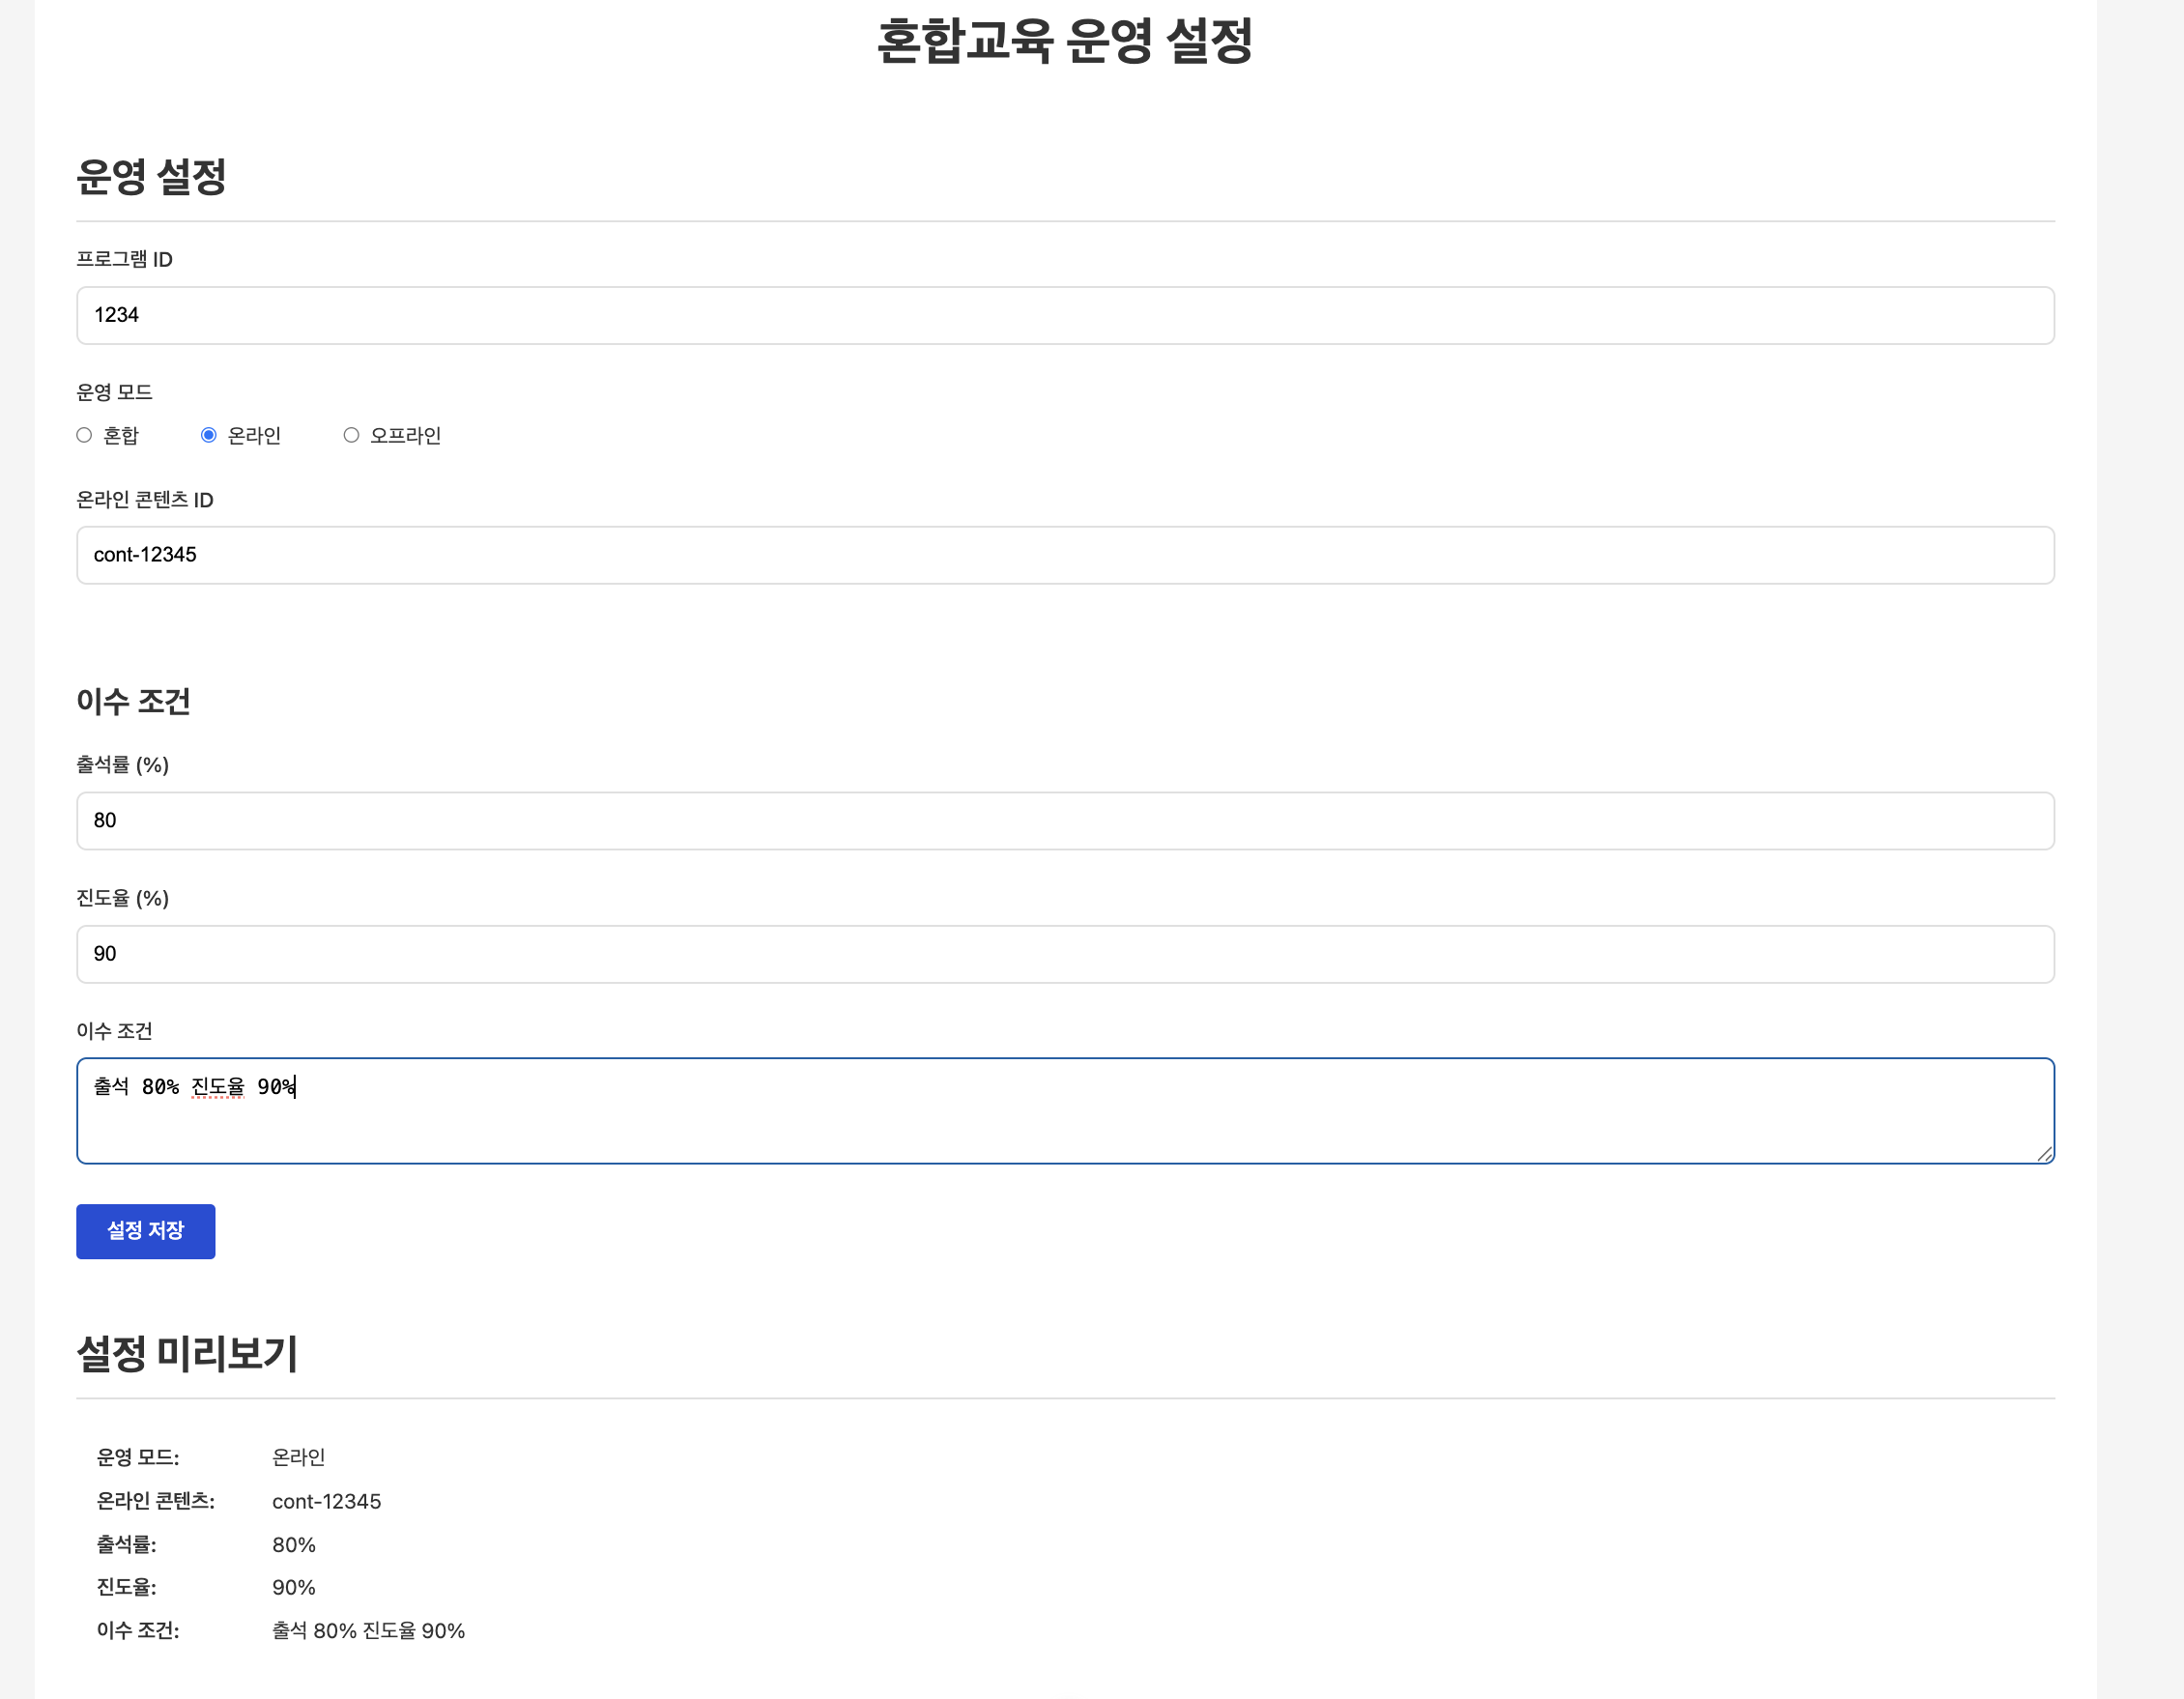 혼합교육 운영 설정
운영 설정
프로그램 ID
1234
운영 모드
혼합 온라인 오프라인
온라인 콘텐츠 ID
cont-12345
이수 조건
출석률 (%)
80
진도율 (%)
90
이수 조건
출석 80% 진도율 90%
설정 저장
설정 미리보기
운영 모드: 온라인
온라인 콘텐츠: cont-12345
출석률: 80%
진도율: 90%
이수 조건: 출석 80% 진도율 90%